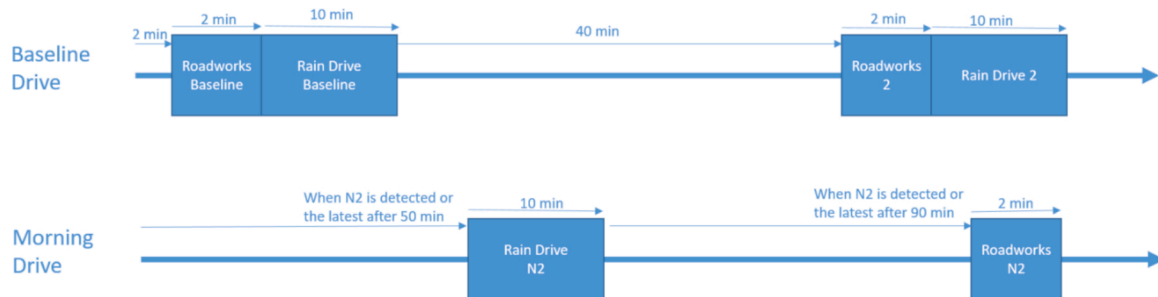 2 min
10 min
2 min
10 min
2 min
40 min
Baseline
Drive
Roadworks
Baseline
Rain Drive
Baseline
Roadworks
2
Rain Drive 2
When N2 is detected or
the latest after 50 min
10 min
When N2 is detected or
the latest after 90 min
2 min
Morning
Drive
Rain Drive
N2
Roadworks
N2